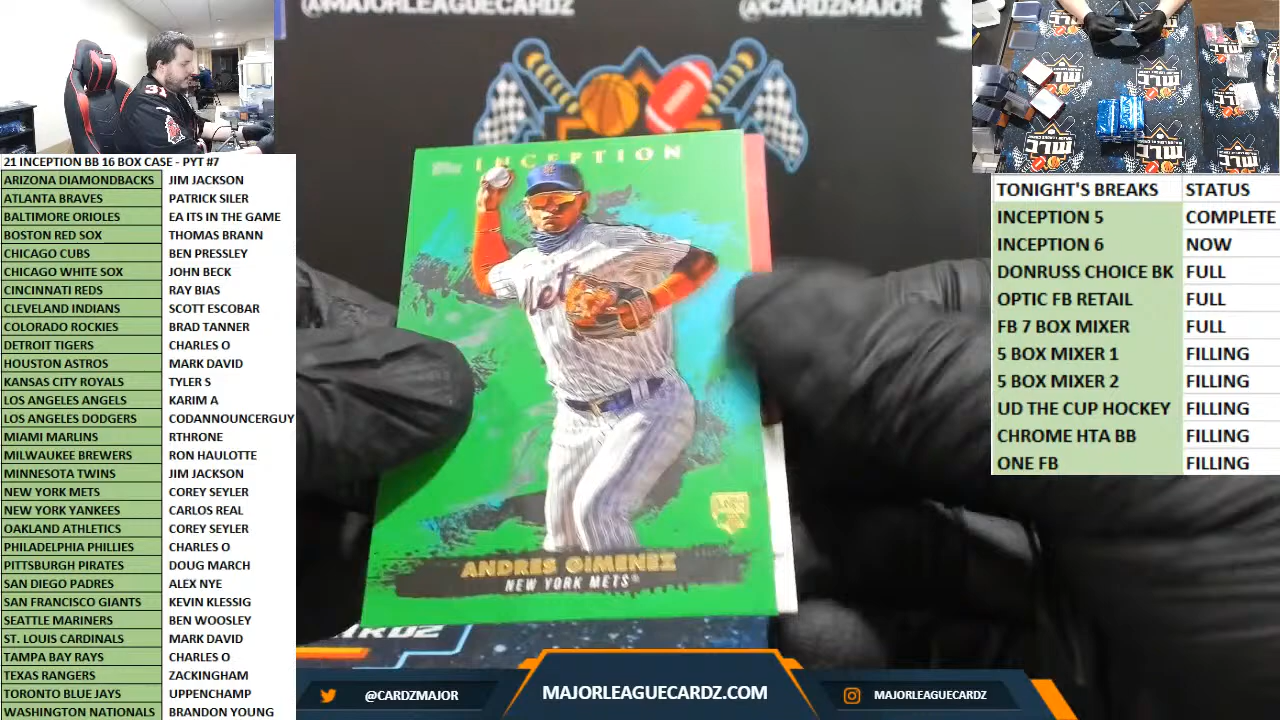 @MAJORLEAGUECARDZ
@CARDZMAJOR
21 INCEPTION BB 16 BOX CASE - PYT #7
ARIZONA DIAMONDBACKS JIM JACKSON
ATLANTA BRAVES PATRICK SILER
BALTIMORE ORIOLES EA ITS IN THE GAME
BOSTON RED SOX THOMAS BRANN
CHICAGO CUBS BEN PRESSLEY
CHICAGO WHITE SOX JOHN BECK
CINCINNATI REDS RAY BIAS
CLEVELAND INDIANS SCOTT ESCOBAR
COLORADO ROCKIES BRAD TANNER
DETROIT TIGERS CHARLES O
HOUSTON ASTROS MARK DAVID
KANSAS CITY ROYALS TYLER S
LOS ANGELES ANGELS KARIM A
LOS ANGELES DODGERS CODANNOUNCERGUY
MIAMI MARLINS RTHRONE
MILWAUKEE BREWERS RON HAULOTTE
MINNESOTA TWINS JIM JACKSON
NEW YORK METS COREY SEYLER
NEW YORK YANKEES CARLOS REAL
OAKLAND ATHLETICS COREY SEYLER
PHILADELPHIA PHILLIES CHARLES O
PITTSBURGH PIRATES DOUG MARCH
SAN DIEGO PADRES ALEX NYE
SAN FRANCISCO GIANTS KEVIN KLESSIG
SEATTLE MARINERS BEN WOOSLEY
ST. LOUIS CARDINALS MARK DAVID
TAMPA BAY RAYS CHARLES O
TEXAS RANGERS ZACKINGHAM
TORONTO BLUE JAYS UPPENCHAMP
WASHINGTON NATIONALS BRANDON YOUNG
Topps INCEPTION
Mets
ANDRES GIMENEZ
NEW YORK METS®
TONIGHT'S BREAKS STATUS
INCEPTION 5 COMPLETE
INCEPTION 6 NOW
DONRUSS CHOICE BK FULL
OPTIC FB RETAIL FULL
FB 7 BOX MIXER FULL
5 BOX MIXER 1 FILLING
5 BOX MIXER 2 FILLING
UD THE CUP HOCKEY FILLING
CHROME HTA BB FILLING
ONE FB FILLING
@CARDZMAJOR
MAJORLEAGUECARDZ.COM
MAJORLEAGUECARDZ